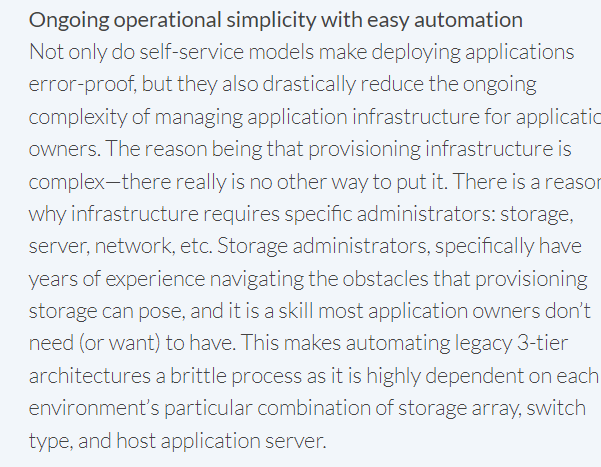 Ongoing operational simplicity with easy automation
Not only do self-service models make deploying applications
error-proof, but they also drastically reduce the ongoing
complexity of managing application infrastructure for applicatio
owners. The reason being that provisioning infrastructure is
complex—there really is no other way to put it. There is a reason
why infrastructure requires specific administrators: storage,
server, network, etc. Storage administrators, specifically have
years of experience navigating the obstacles that provisioning
storage can pose, and it is a skill most application owners don’t
need (or want) to have. This makes automating legacy 3-tier
architectures a brittle process as it is highly dependent on each
environment’s particular combination of storage array, switch
type, and host application server.